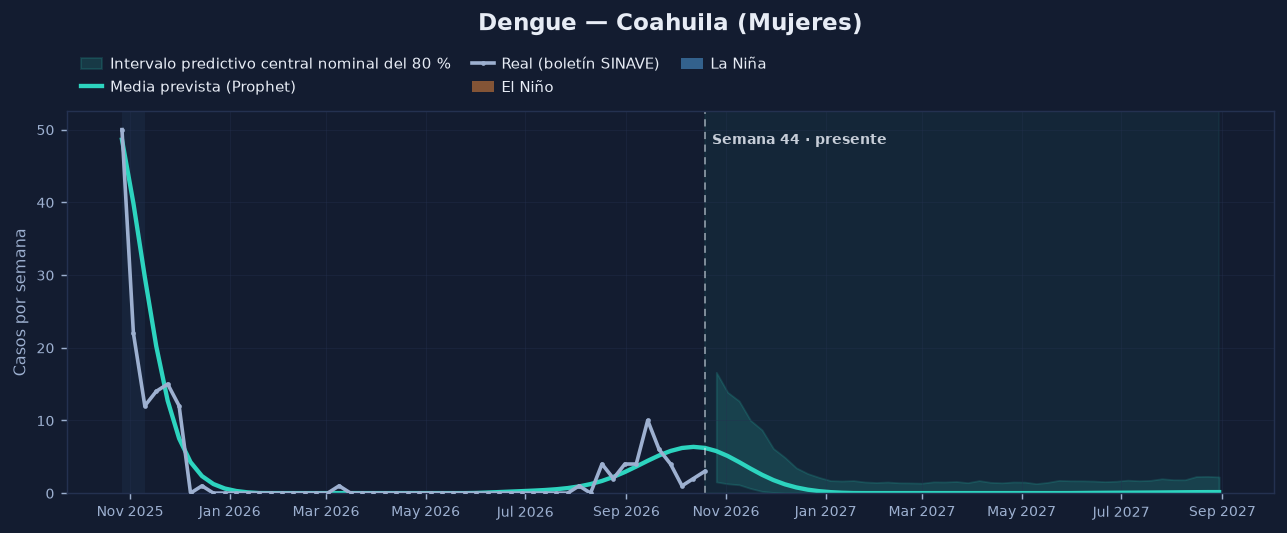 Dengue — Coahuila (Mujeres)
Intervalo predictivo central nominal del 80 %
Real (boletín SINAVE)
La Niña
Media prevista (Prophet)
El Niño
Semana 44 · presente
Casos por semana
50
40
30
20
10
0
Nov 2025
Jan 2026
Mar 2026
May 2026
Jul 2026
Sep 2026
Nov 2026
Jan 2027
Mar 2027
May 2027
Jul 2027
Sep 2027